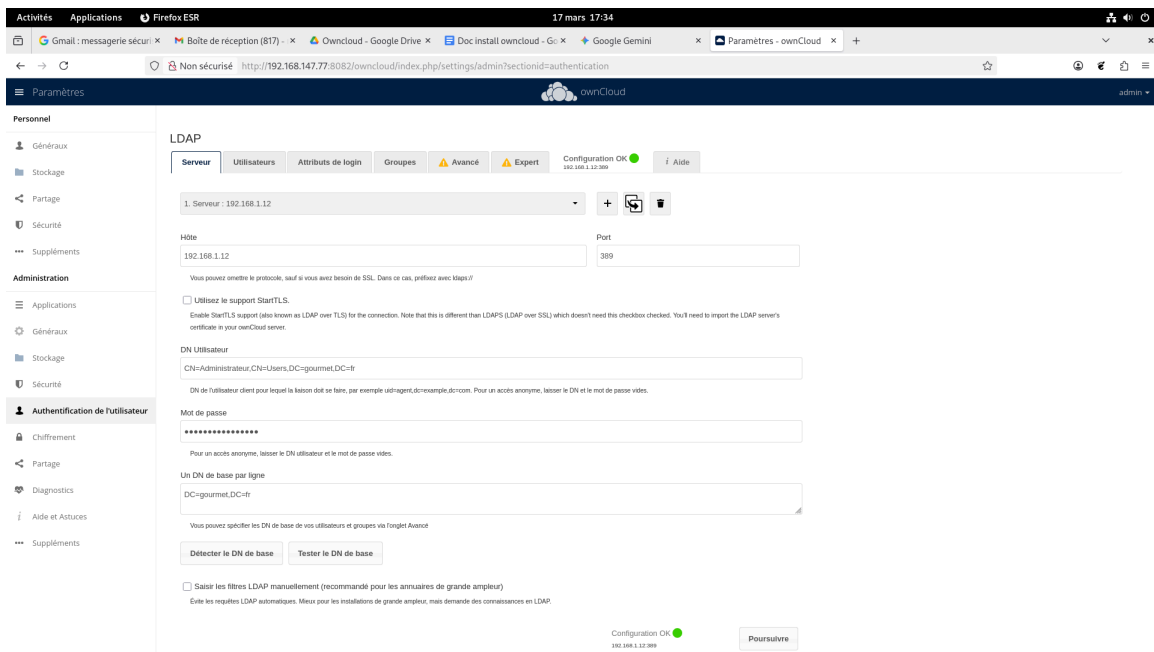 Activités Applications Firefox ESR 17 mars 17:34
Gmail : messagerie sécuri × Boîte de réception (817) - × Owncloud - Google Drive × Doc install owncloud - Go × Google Gemini × Paramètres - ownCloud × +
Non sécurisé http://192.168.147.77:8082/owncloud/index.php/settings/admin?sectionid=authentication
Paramètres ownCloud admin
Personnel
Généraux
Stockage
Partage
Sécurité
Suppléments
Administration
Applications
Généraux
Stockage
Sécurité
Authentification de l'utilisateur
Chiffrement
Partage
Diagnostics
Aide et Astuces
Suppléments
LDAP
Serveur Utilisateurs Attributs de login Groupes Avancé Expert Configuration OK i Aide
192.168.1.12:389
1. Serveur : 192.168.1.12 +
Hôte Port
192.168.1.12 389
Vous pouvez omettre le protocole, sauf si vous avez besoin de SSL. Dans ce cas, préfixez avec ldaps://
Utilisez le support StartTLS.
Enable StartTLS support (also known as LDAP over TLS) for the connection. Note that this is different than LDAPS (LDAP over SSL) which doesn't need this checkbox checked. You'll need to import the LDAP server's
certificate in your ownCloud server.
DN Utilisateur
CN=Administrateur,CN=Users,DC=gourmet,DC=fr
DN de l'utilisateur client pour lequel la liaison doit se faire, par exemple uid=agent,dc=example,dc=com. Pour un accès anonyme, laisser le DN et le mot de passe vides.
Mot de passe
••••••••••••••••
Pour un accès anonyme, laisser le DN utilisateur et le mot de passe vides.
Un DN de base par ligne
DC=gourmet,DC=fr
Vous pouvez spécifier les DN de base de vos utilisateurs et groupes via l'onglet Avancé
Détecter le DN de base Tester le DN de base
Saisir les filtres LDAP manuellement (recommandé pour les annuaires de grande ampleur)
Évite les requêtes LDAP automatiques. Mieux pour les installations de grande ampleur, mais demande des connaissances en LDAP.
Configuration OK Poursuivre
192.168.1.12:389